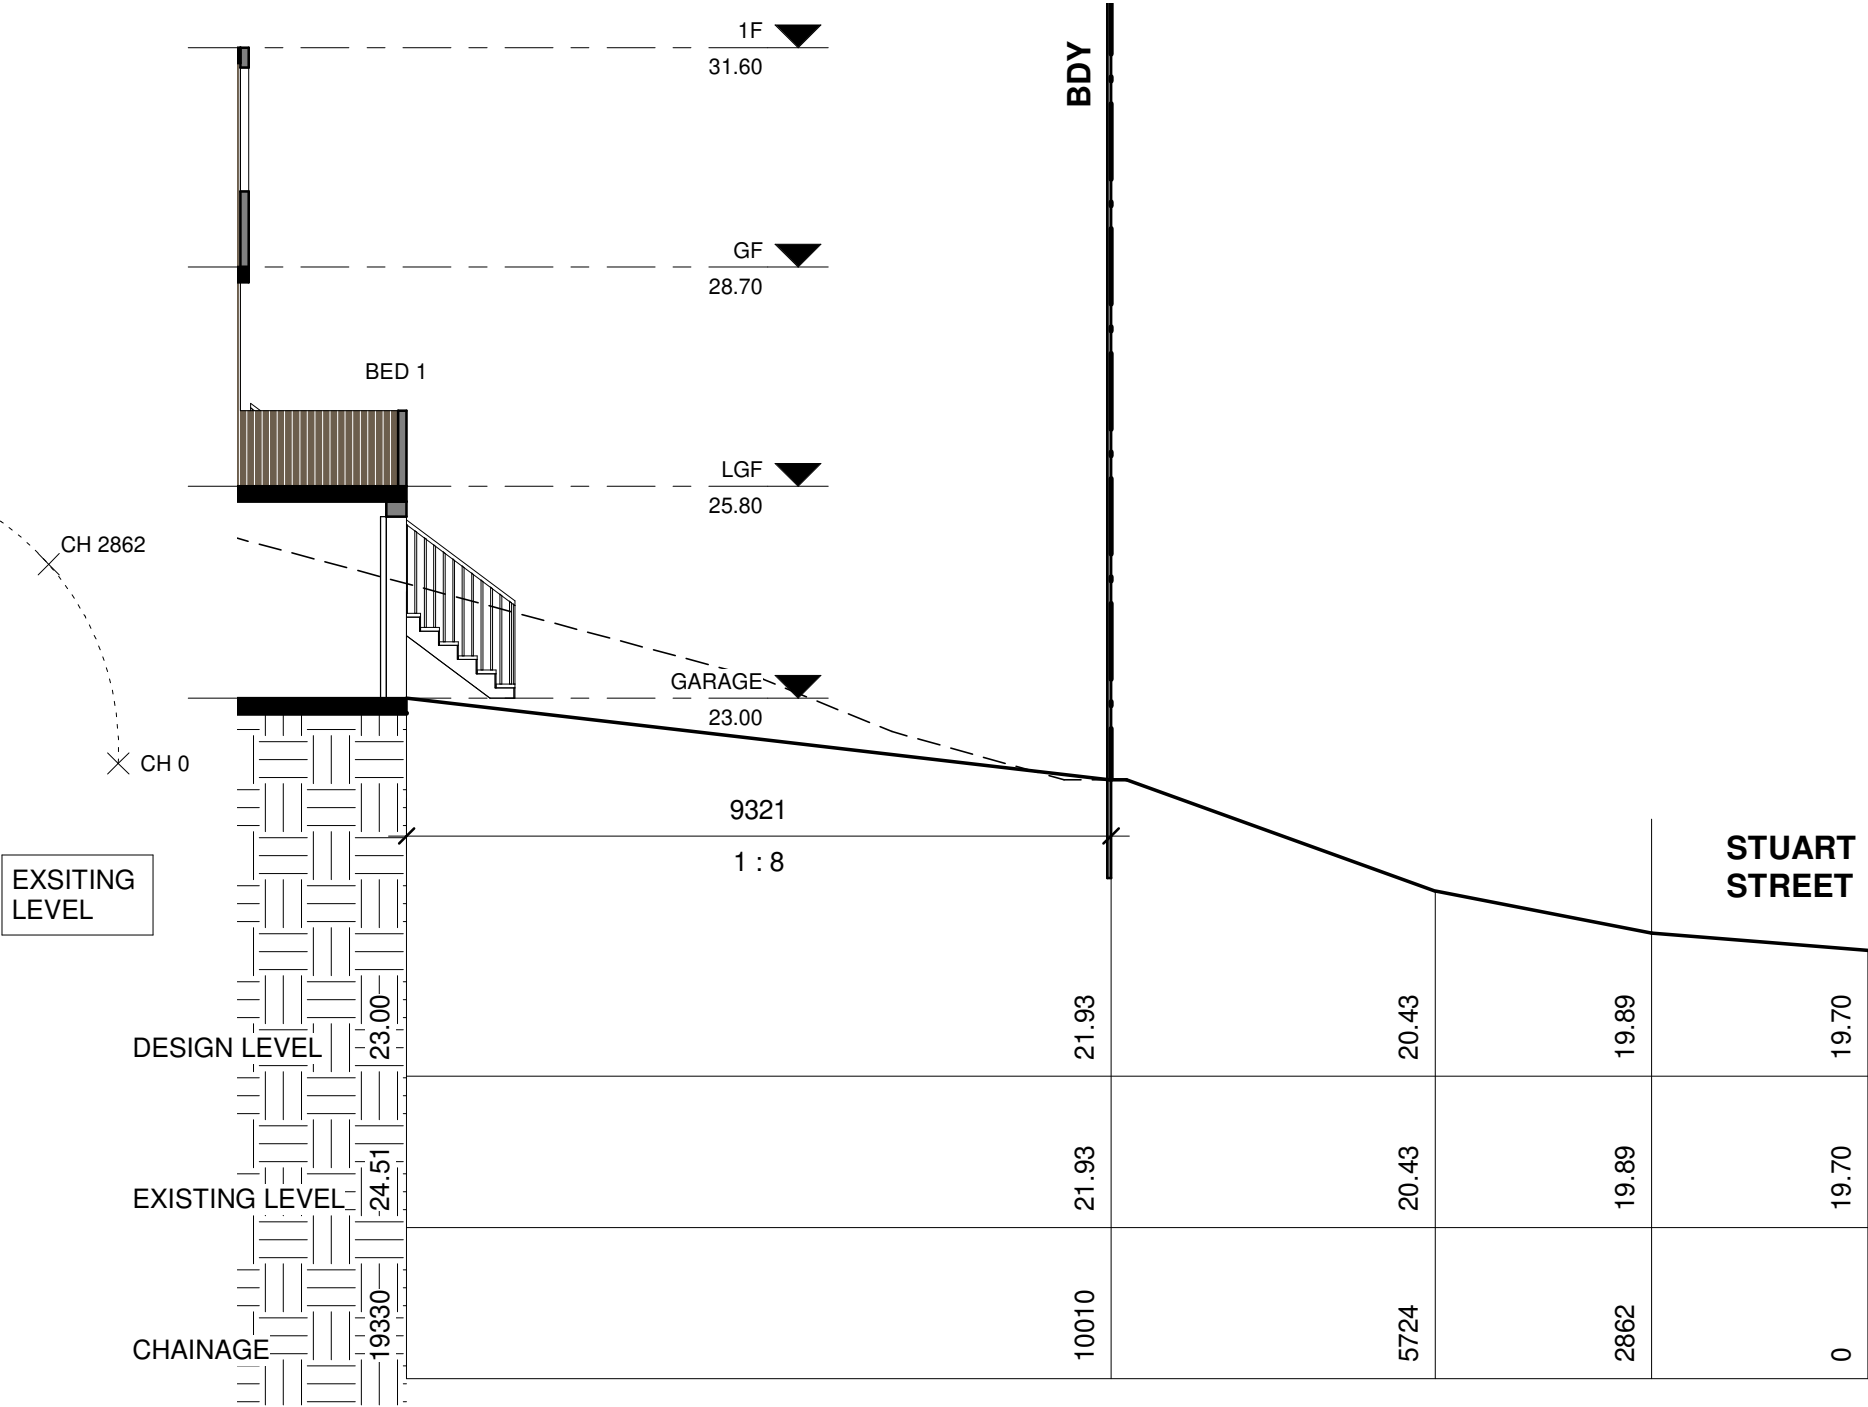 1F
31.60
BDY
GF
28.70
BED 1
LGF
25.80
CH 2862
GARAGE
23.00
CH 0
9321
1 : 8
EXSITING
LEVEL
STUART
STREET
DESIGN LEVEL 23.00 21.93 20.43 19.89 19.70
EXISTING LEVEL 24.51 21.93 20.43 19.89 19.70
CHAINAGE 19330 10010 5724 2862 0